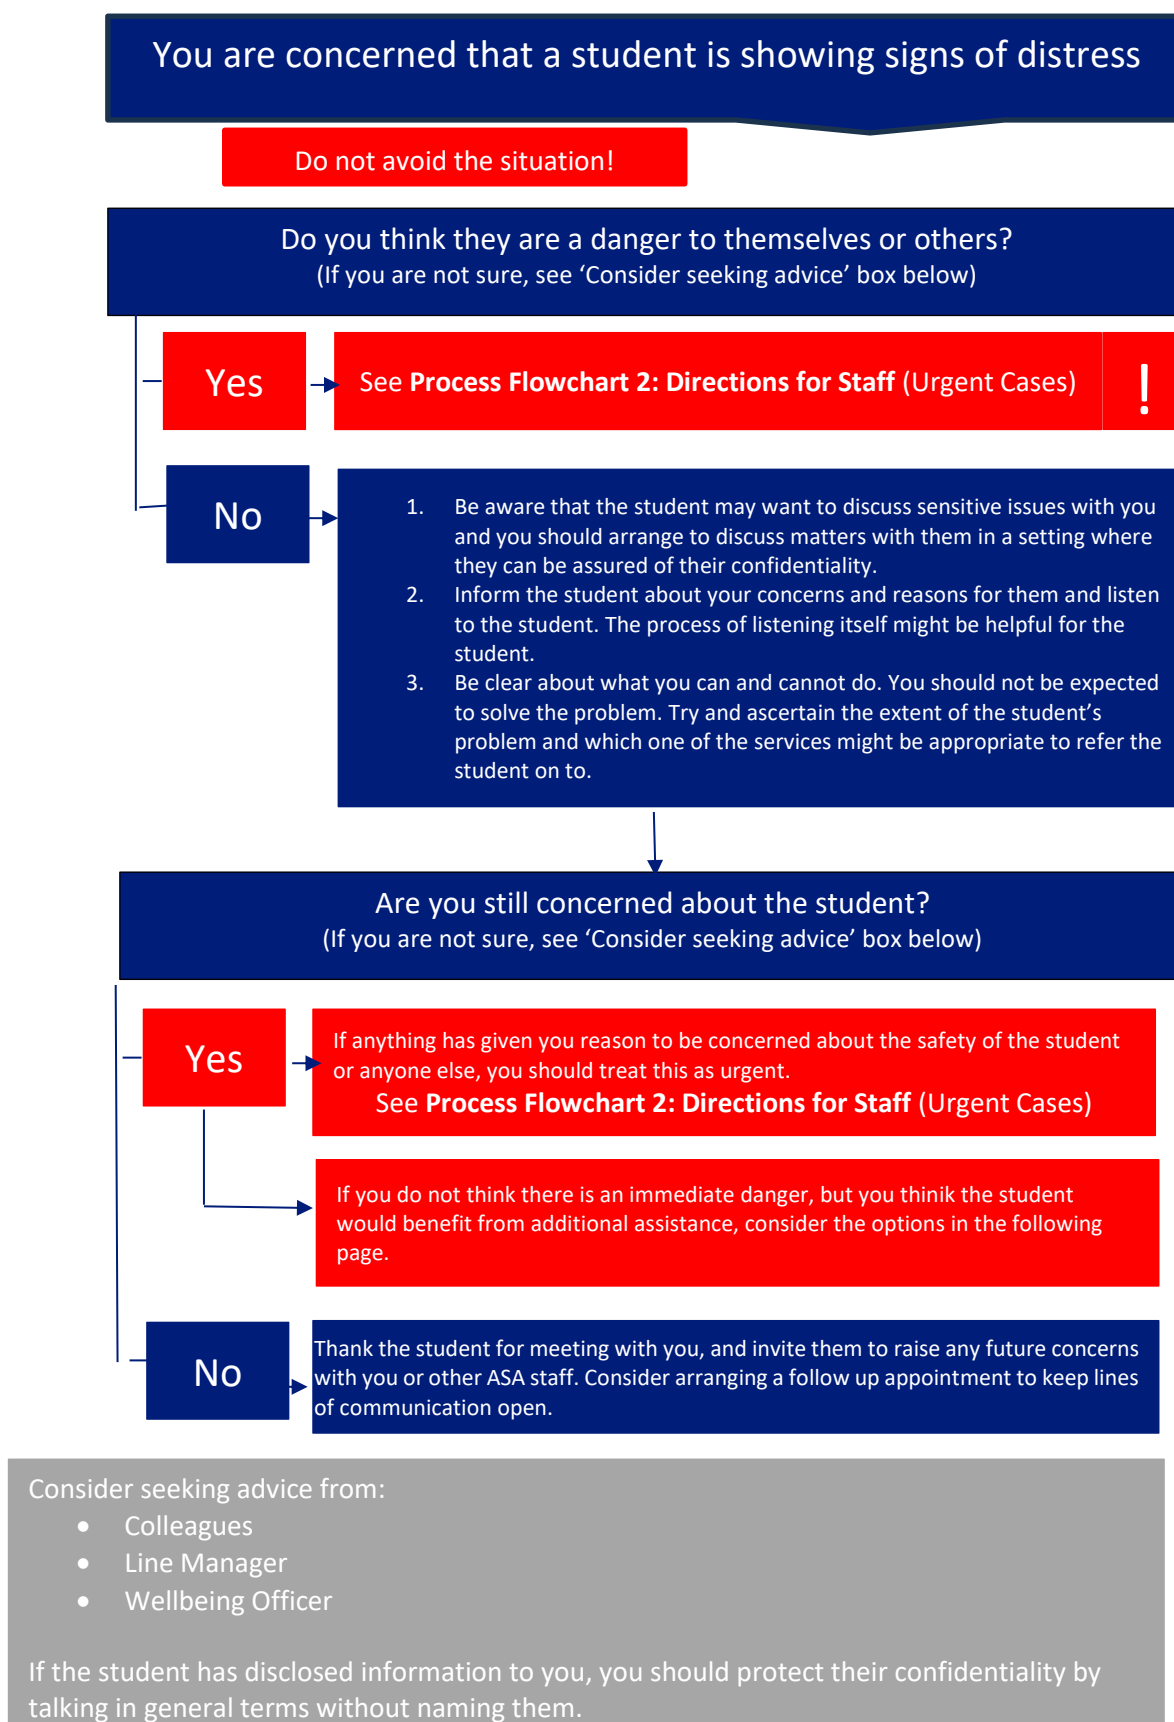 You are concerned that a student is showing signs of distress
Do not avoid the situation!
Do you think they are a danger to themselves or others?
(If you are not sure, see ‘Consider seeking advice’ box below)
Yes
See Process Flowchart 2: Directions for Staff (Urgent Cases)
!
No
1. Be aware that the student may want to discuss sensitive issues with you
and you should arrange to discuss matters with them in a setting where
they can be assured of their confidentiality.
2. Inform the student about your concerns and reasons for them and listen
to the student. The process of listening itself might be helpful for the
student.
3. Be clear about what you can and cannot do. You should not be expected
to solve the problem. Try and ascertain the extent of the student’s
problem and which one of the services might be appropriate to refer the
student on to.
Are you still concerned about the student?
(If you are not sure, see ‘Consider seeking advice’ box below)
Yes
If anything has given you reason to be concerned about the safety of the student
or anyone else, you should treat this as urgent.
See Process Flowchart 2: Directions for Staff (Urgent Cases)
If you do not think there is an immediate danger, but you thinik the student
would benefit from additional assistance, consider the options in the following
page.
No
Thank the student for meeting with you, and invite them to raise any future concerns
with you or other ASA staff. Consider arranging a follow up appointment to keep lines
of communication open.
Consider seeking advice from:
• Colleagues
• Line Manager
• Wellbeing Officer
If the student has disclosed information to you, you should protect their confidentiality by
talking in general terms without naming them.